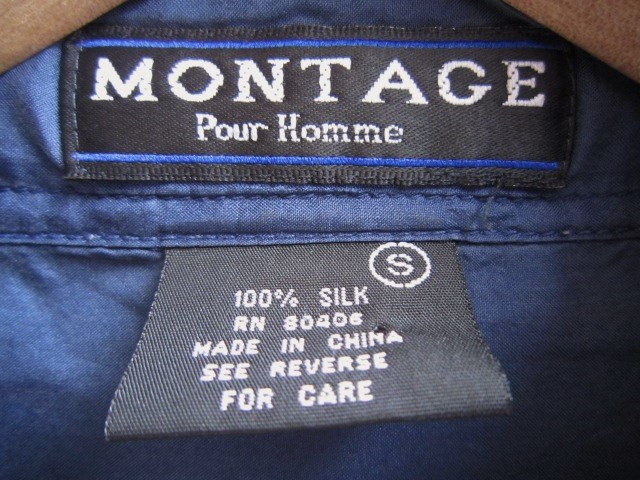 MONTAGE
Pour Homme
S
100% SILK
RN 80406
MADE IN CHINA
SEE REVERSE
FOR CARE